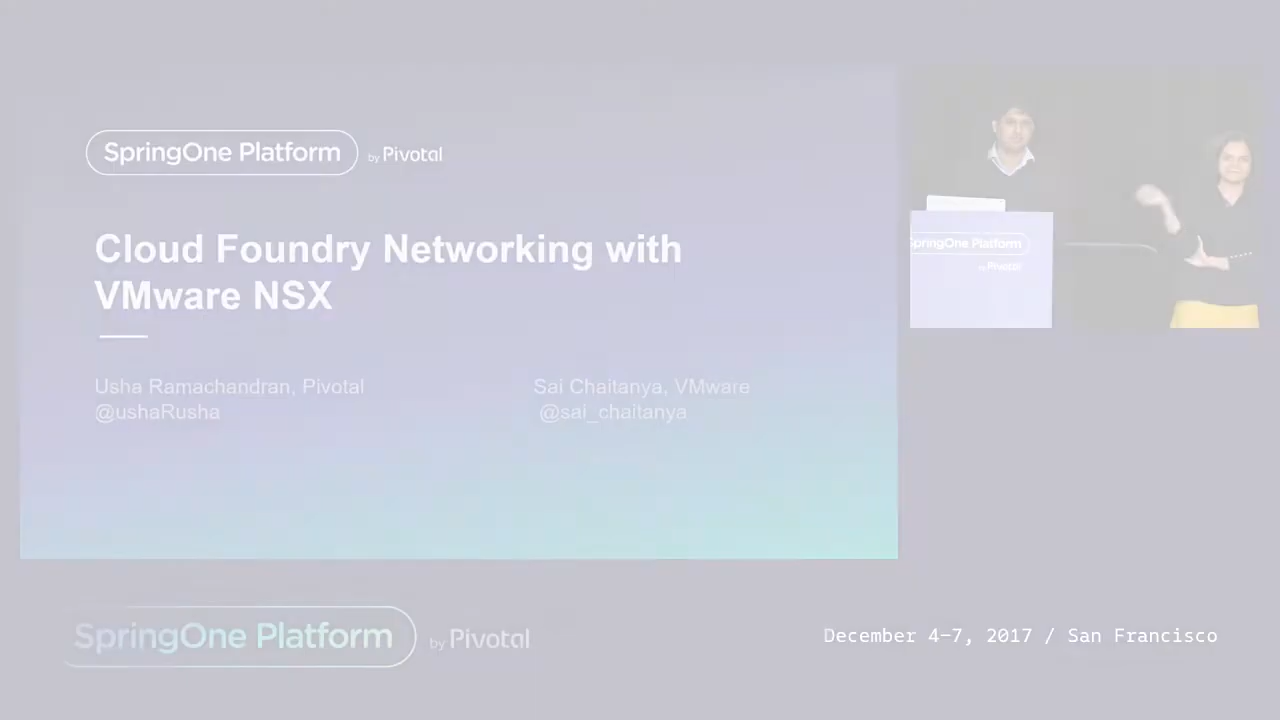 SpringOne Platform by Pivotal
Cloud Foundry Networking with
VMware NSX
Usha Ramachandran, Pivotal
@ushaRusha
Sai Chaitanya, VMware
@sai_chaitanya
SpringOne Platform
by Pivotal
SpringOne Platform by Pivotal
December 4-7, 2017 / San Francisco